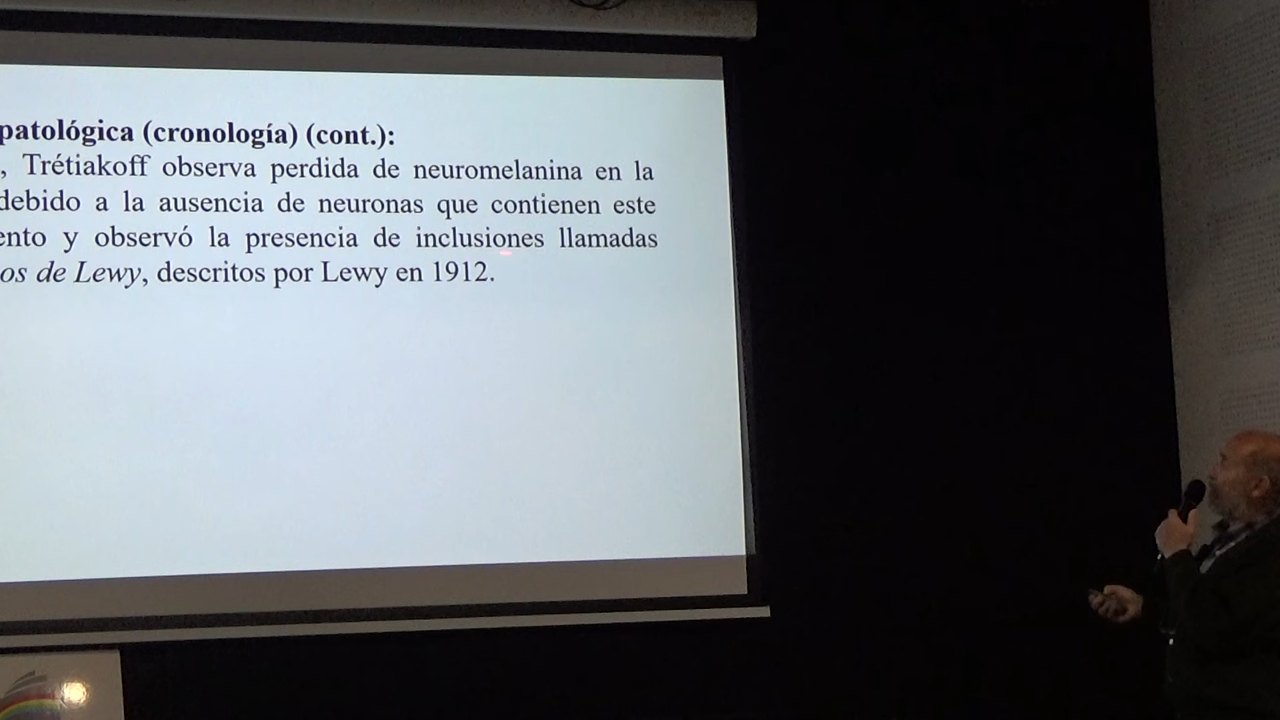 patológica (cronología) (cont.):
, Trétiakoff observa perdida de neuromelanina en la
debido a la ausencia de neuronas que contienen este
ento y observó la presencia de inclusiones llamadas
os de Lewy, descritos por Lewy en 1912.